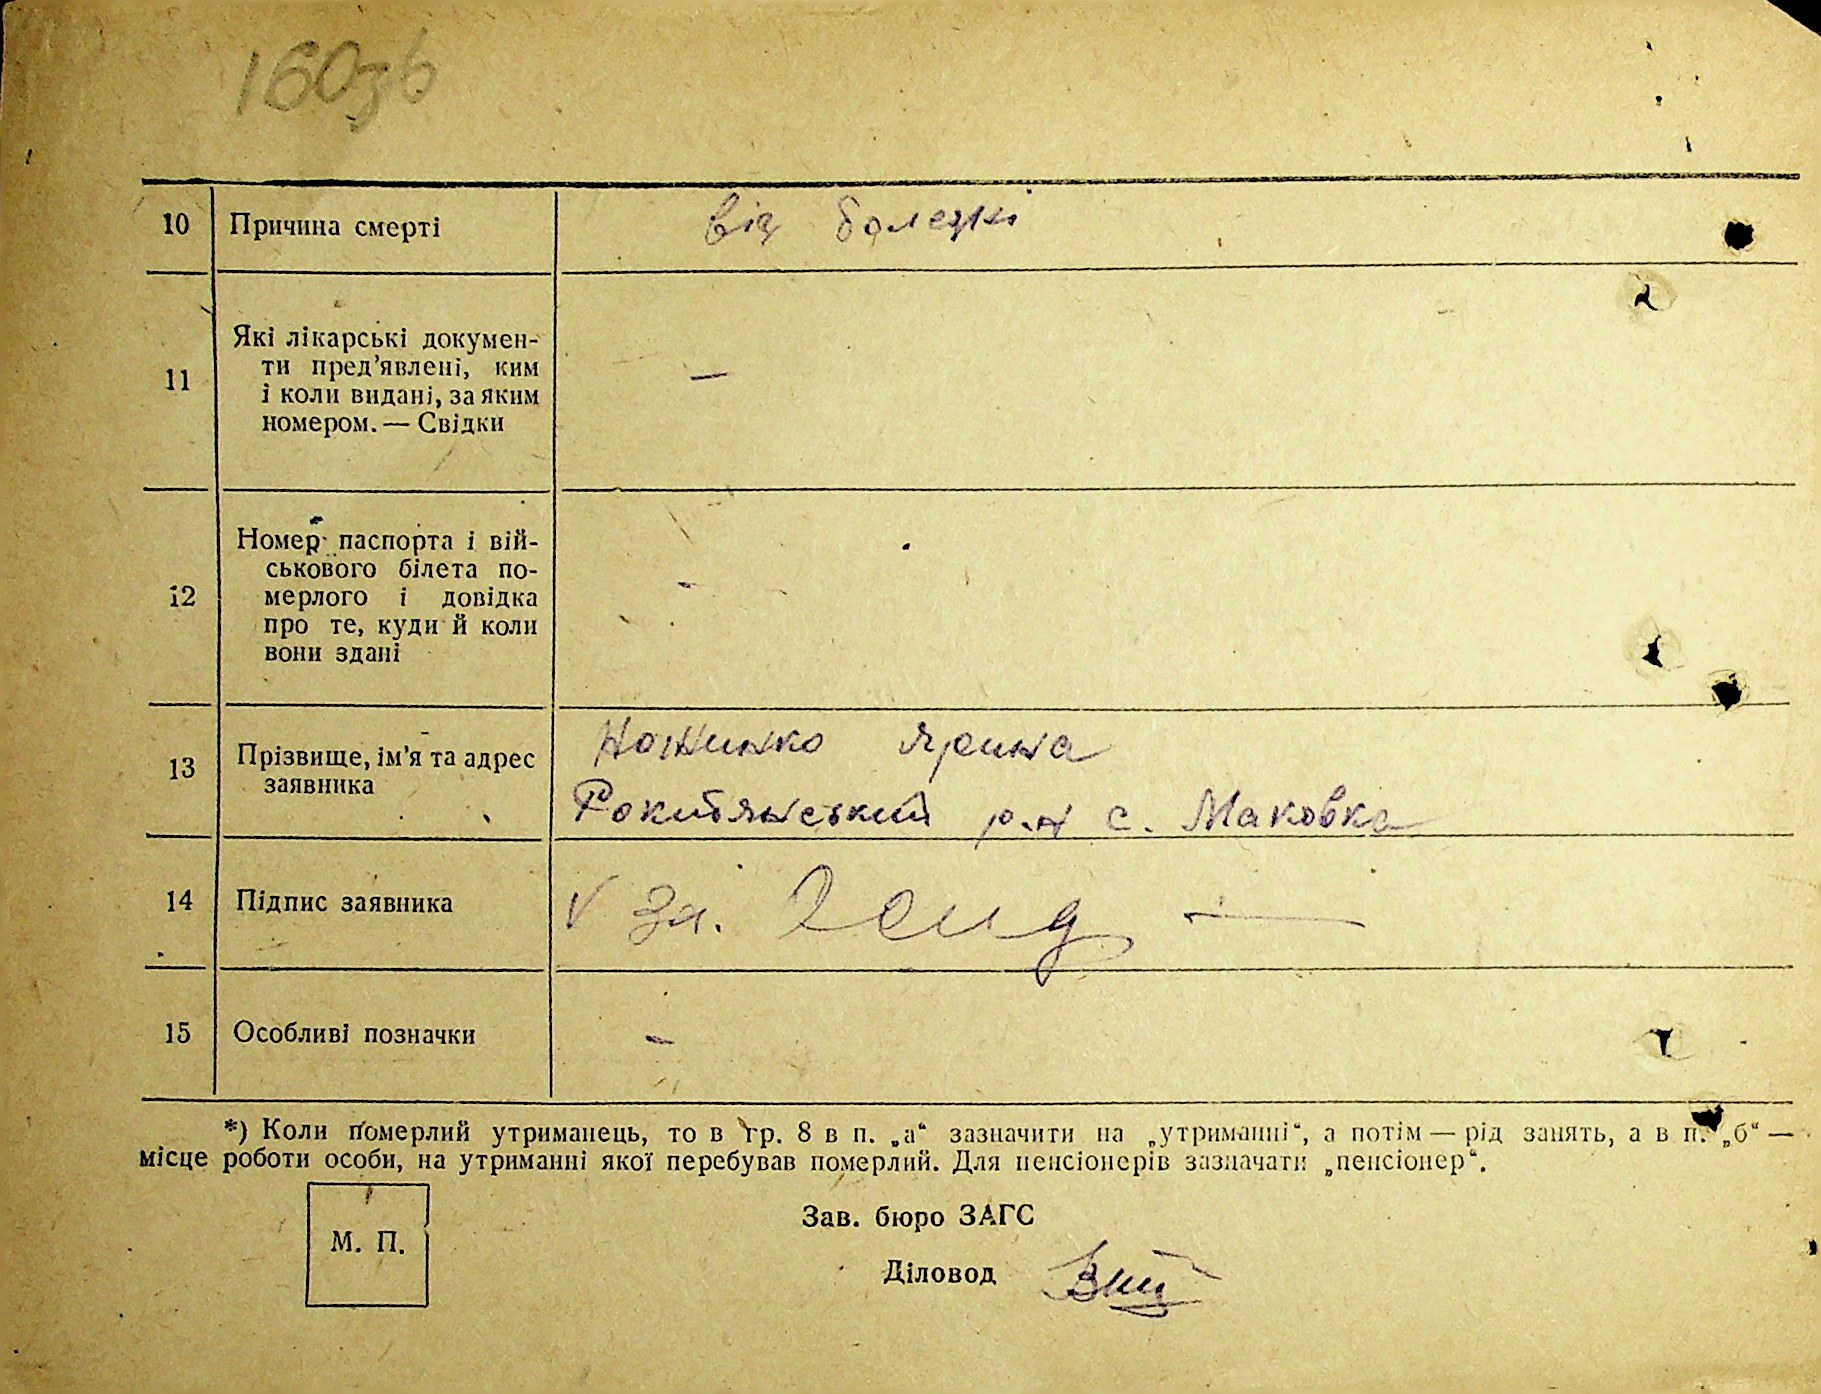 160зв
10 Причина смерті від болезні
11 Які лікарські докумен-
ти пред'явлені, ким
і коли видані, за яким
номером. — Свідки —
12 Номер паспорта і вій-
ськового білета по-
мерлого і довідка
про те, куди й коли
вони здані -
13 Прізвище, ім'я та адрес
заявника
Ножинко Ярина
Рокитянський р.н с. Маковка
14 Підпис заявника За.
15 Особливі позначки -
*) Коли померлий утриманець, то в гр. 8 в п. „а“ зазначити на „утриманні“, а потім — рід занять, а в п. „б“ —
місце роботи особи, на утриманні якої перебував померлий. Для пенсіонерів зазначати „пенсіонер“.
Зав. бюро ЗАГС
М. П.
Діловод